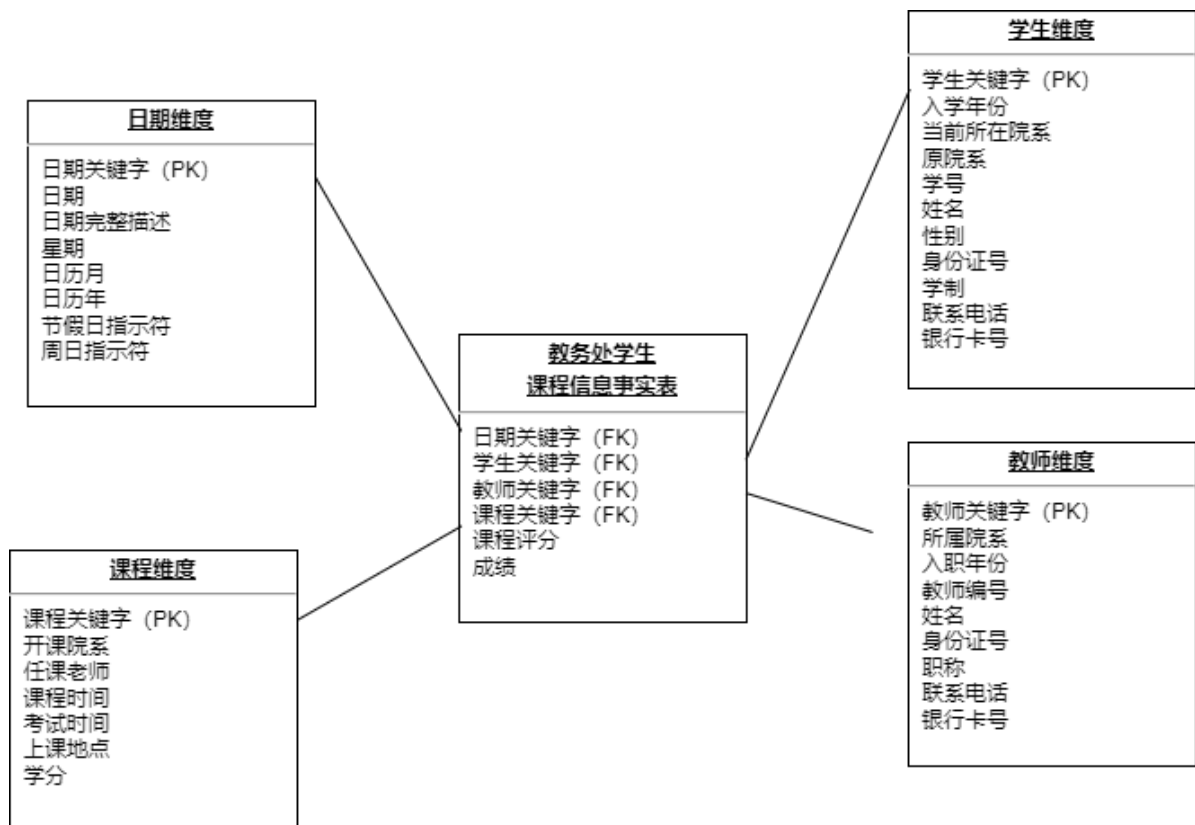 日期维度
日期关键字（PK）
日期
日期完整描述
星期
日历月
日历年
节假日指示符
周日指示符
课程维度
课程关键字（PK）
开课院系
任课老师
课程时间
考试时间
上课地点
学分
教务处学生
课程信息事实表
日期关键字（FK）
学生关键字（FK）
教师关键字（FK）
课程关键字（FK）
课程评分
成绩
学生维度
学生关键字（PK）
入学年份
当前所在院系
原院系
学号
姓名
性别
身份证号
学制
联系电话
银行卡号
教师维度
教师关键字（PK）
所属院系
入职年份
教师编号
姓名
身份证号
职称
联系电话
银行卡号